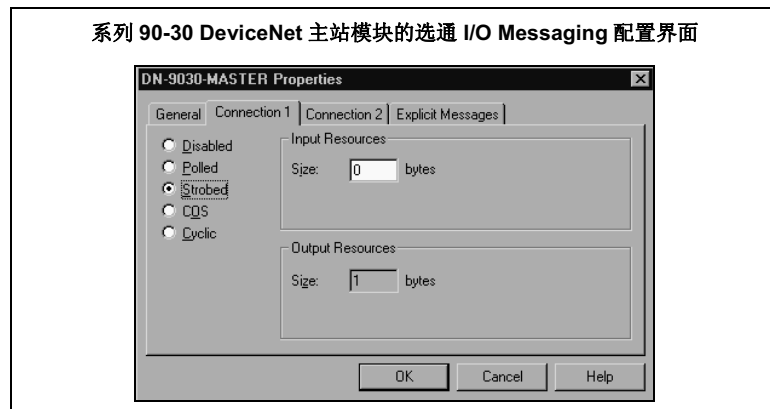 系列 90-30 DeviceNet 主站模块的选通 I/O Messaging 配置界面
DN-9030-MASTER Properties
General Connection 1 Connection 2 Explicit Messages
Disabled
Polled
Strobed
COS
Cyclic
Input Resources
Size: 0 bytes
Output Resources
Size: 1 bytes
OK Cancel Help